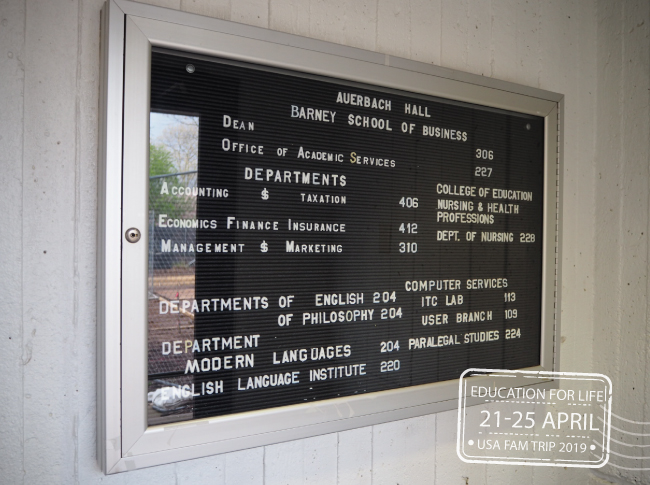 AUERBACH HALL
BARNEY SCHOOL OF BUSINESS
DEAN 306
OFFICE OF ACADEMIC SERVICES 227
DEPARTMENTS
ACCOUNTING $ TAXATION 406
ECONOMICS FINANCE INSURANCE 412
MANAGEMENT $ MARKETING 310
COLLEGE OF EDUCATION
NURSING & HEALTH
PROFESSIONS
DEPT. OF NURSING 228
DEPARTMENTS OF ENGLISH 204
OF PHILOSOPHY 204
DEPARTMENT
MODERN LANGUAGES 204
ENGLISH LANGUAGE INSTITUTE 220
COMPUTER SERVICES
ITC LAB 113
USER BRANCH 109
PARALEGAL STUDIES 224
EDUCATION FOR LIFE
21-25 APRIL
• USA FAM TRIP 2019 •